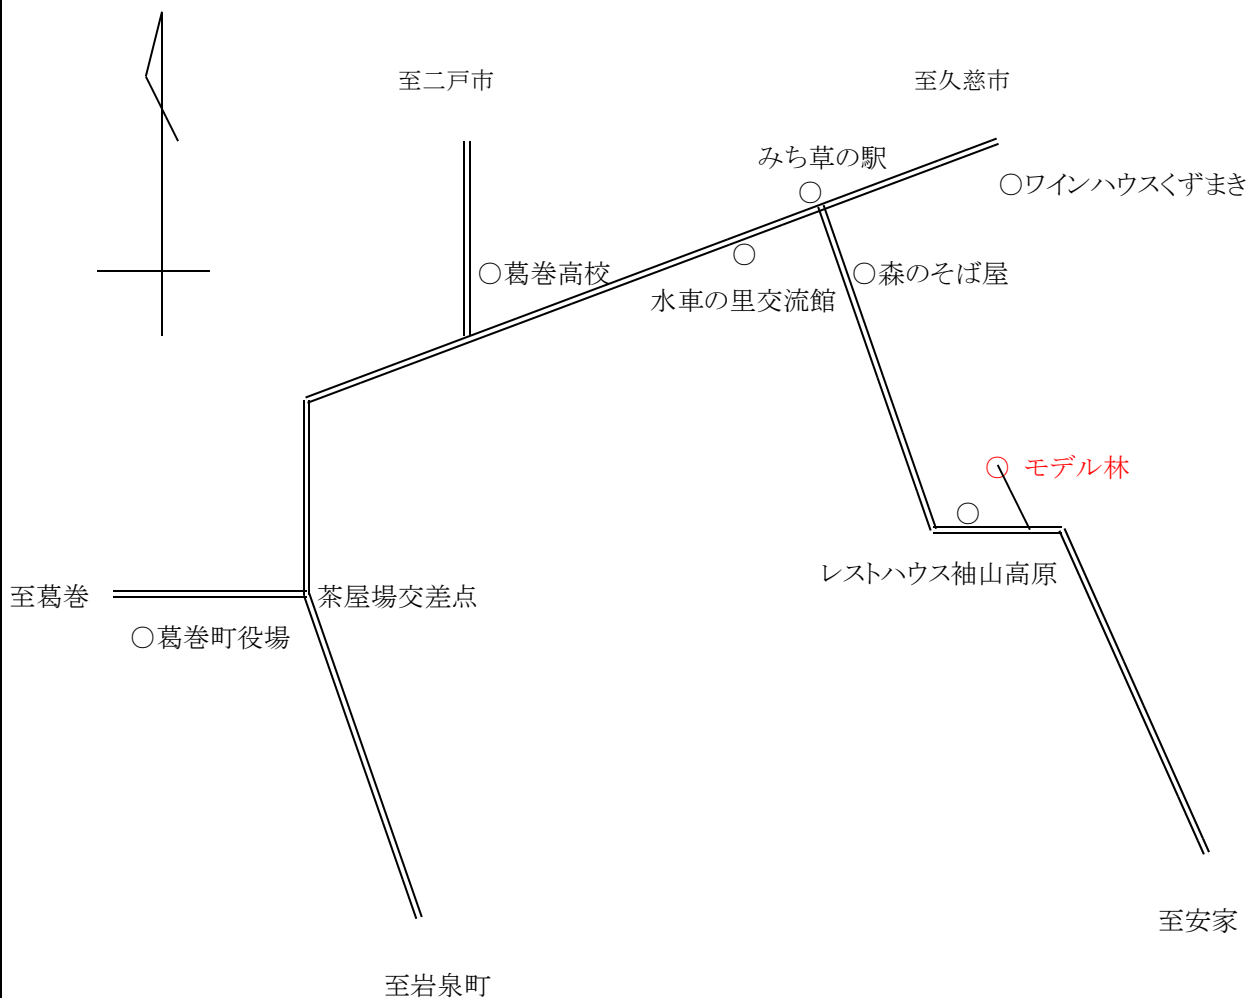 至二戸市
至久慈市
みち草の駅
○ワインハウスくずまき
○葛巻高校
○森のそば屋
水車の里交流館
○ モデル林
レストハウス袖山高原
至葛巻
茶屋場交差点
○葛巻町役場
至安家
至岩泉町